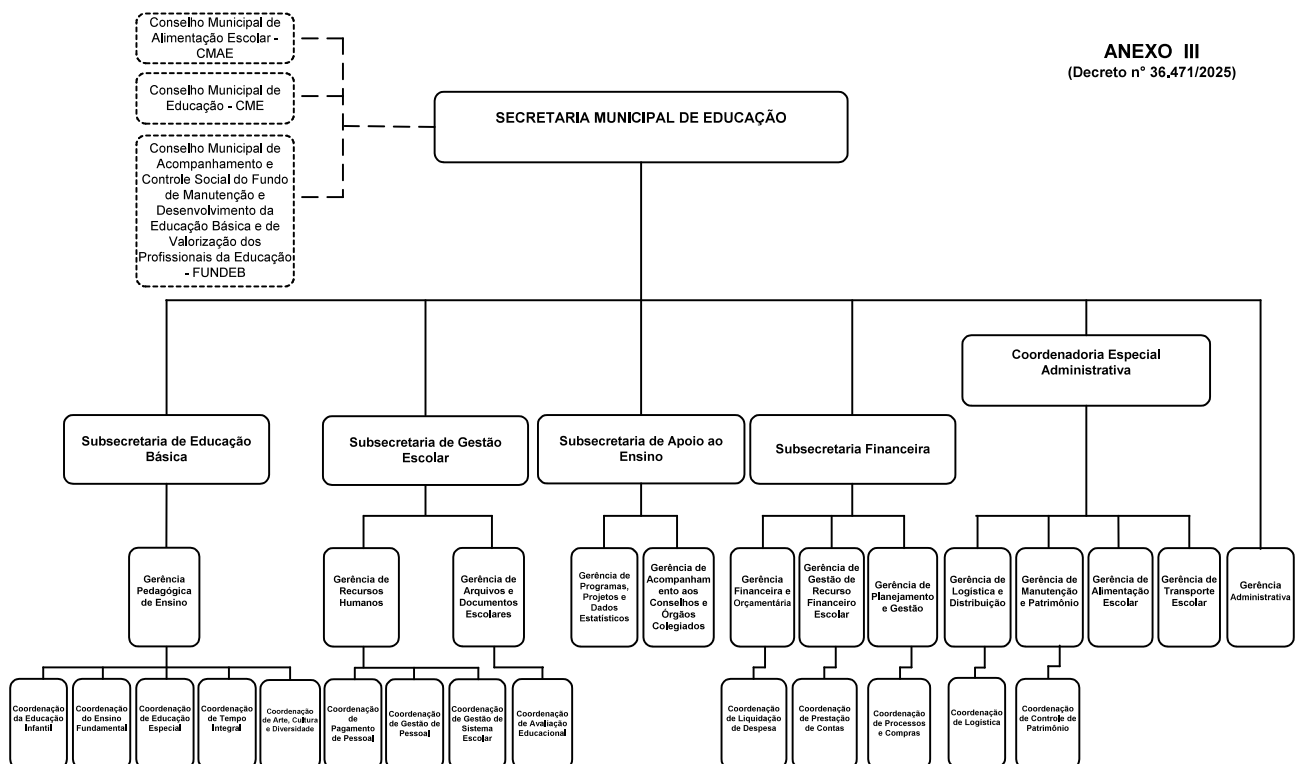 Conselho Municipal de
Alimentação Escolar -
CMAE
ANEXO III
(Decreto n° 36.471/2025)
Conselho Municipal de
Educação - CME
SECRETARIA MUNICIPAL DE EDUCAÇÃO
Conselho Municipal de
Acompanhamento e
Controle Social do Fundo
de Manutenção e
Desenvolvimento da
Educação Básica e de
Valorização dos
Profissionais da Educação
- FUNDEB
Coordenadoria Especial
Administrativa
Subsecretaria de Educação
Básica
Subsecretaria de Gestão
Escolar
Subsecretaria de Apoio ao
Ensino
Subsecretaria Financeira
Gerência
Pedagógica
de Ensino
Gerência de
Recursos
Humanos
Gerência de
Arquivos e
Documentos
Escolares
Gerência de
Programas,
Projetos e
Dados
Estatisticos
Gerência de
Acompanham
ento aos
Conselhos e
Órgãos
Colegiados
Gerência
Financeira e
Orçamentária
Gerência de
Gestão de
Recurso
Financeiro
Escolar
Gerência de
Planejamento
e Gestão
Gerência de
Logística e
Distribuição
Gerência de
Manutenção
e Patrimônio
Gerência de
Alimentação
Escolar
Gerência de
Transporte
Escolar
Gerência
Administrativa
Coordenação
da Educação
Infantil
Coordenação
do Ensino
Fundamental
Coordenação
de Educação
Especial
Coordenação
de Tempo
Integral
Coordenação
de Arte, Cultura
e Diversidade
Coordenação
de
Pagamento
de Pessoal
Coordenação
de Gestão de
Pessoal
Coordenação
de Gestão de
Sistema
Escolar
Coordenação
de Avaliação
Educacional
Coordenação
de Liquidação
de Despesa
Coordenação
de Prestação
de Contas
Coordenação
de Processos
e Compras
Coordenação
de Logística
Coordenação
de Controle de
Patrimônio